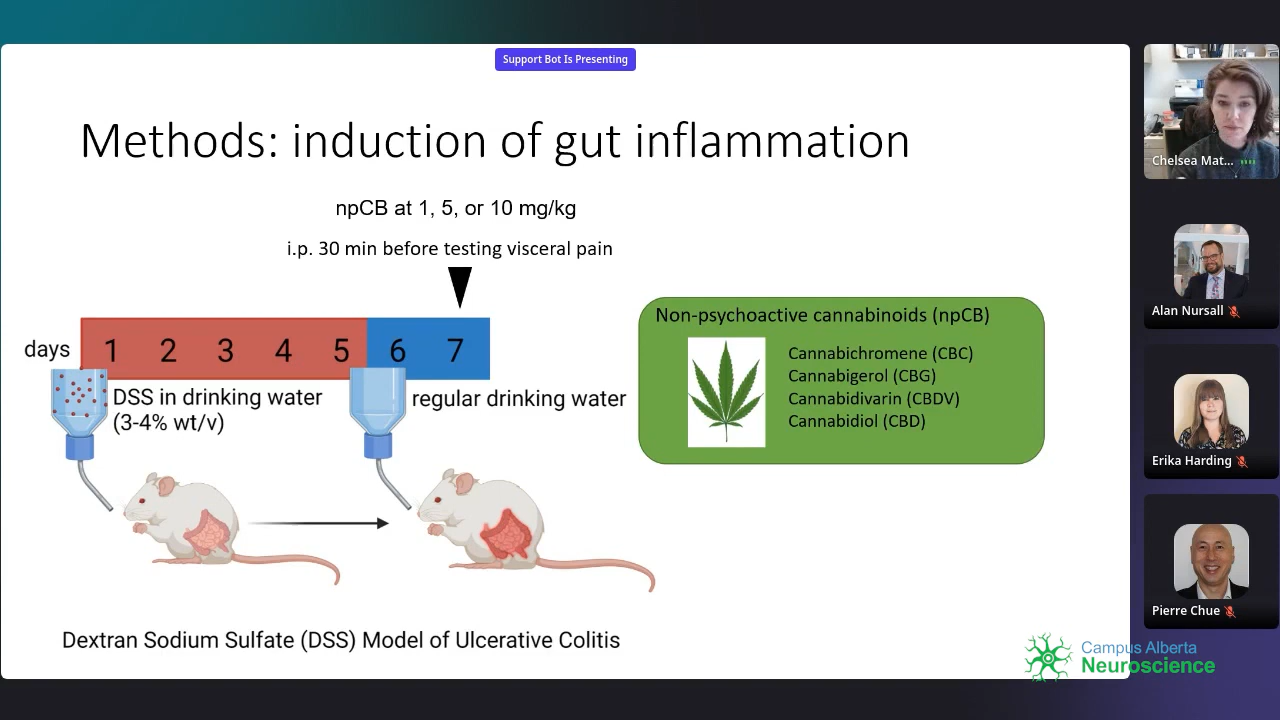 Support Bot Is Presenting
Methods: induction of gut inflammation
npCB at 1, 5, or 10 mg/kg
i.p. 30 min before testing visceral pain
days 1 2 3 4 5 6 7
DSS in drinking water
(3-4% wt/v)
regular drinking water
Non-psychoactive cannabinoids (npCB)
Cannabichromene (CBC)
Cannabigerol (CBG)
Cannabidivarin (CBDV)
Cannabidiol (CBD)
Dextran Sodium Sulfate (DSS) Model of Ulcerative Colitis
Chelsea Mat...
Alan Nursall
Erika Harding
Pierre Chue
Campus Alberta
Neuroscience